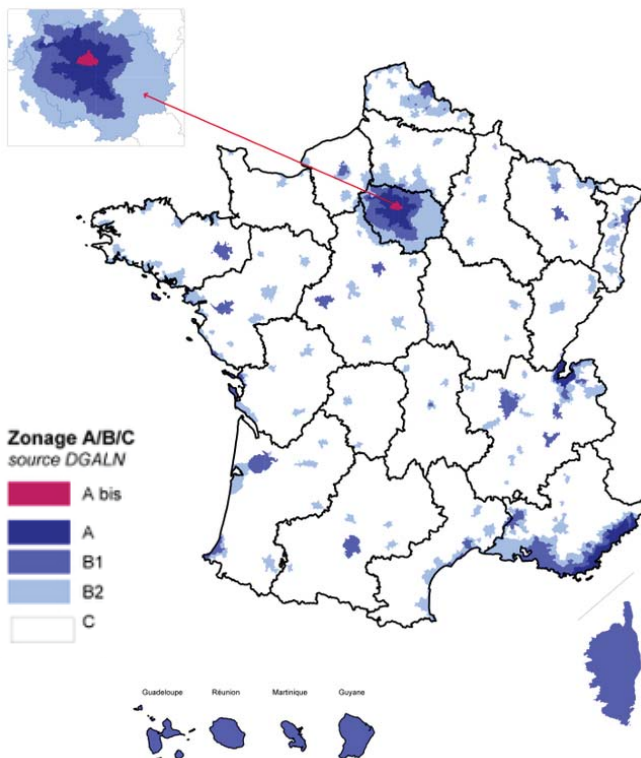 Zonage A/B/C
source DGALN
A bis
A
B1
B2
C
Guadeloupe
Réunion
Martinique
Guyane